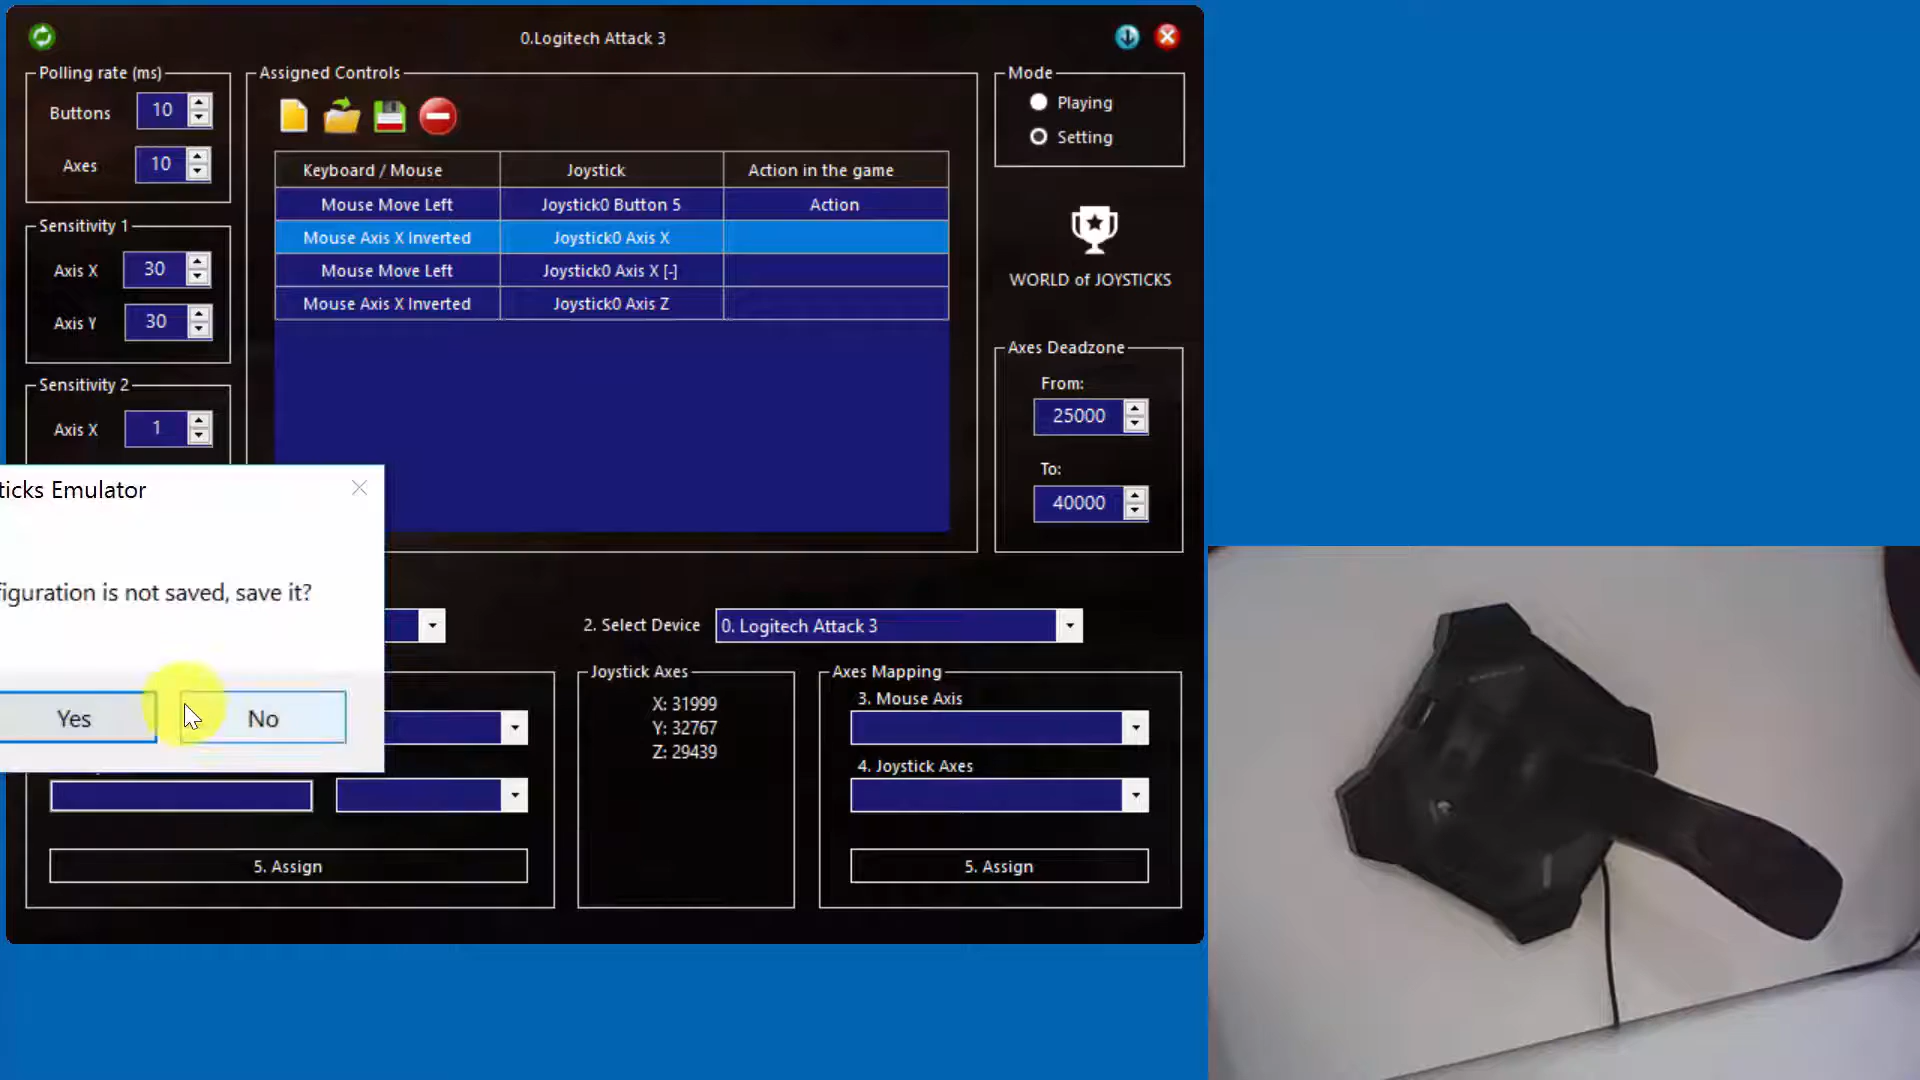 0.Logitech Attack 3
Polling rate (ms)
Buttons 10
Axes 10
Sensitivity 1
Axis X 30
Axis Y 30
Sensitivity 2
Axis X 1
Assigned Controls
Keyboard / Mouse Joystick Action in the game
Mouse Move Left Joystick0 Button 5 Action
Mouse Axis X Inverted Joystick0 Axis X
Mouse Move Left Joystick0 Axis X [-]
Mouse Axis X Inverted Joystick0 Axis Z
Mode
Playing
Setting
WORLD of JOYSTICKS
Axes Deadzone
From:
25000
To:
40000
ticks Emulator
figuration is not saved, save it?
Yes No
2. Select Device 0. Logitech Attack 3
5. Assign
Joystick Axes
X: 31999
Y: 32767
Z: 29439
Axes Mapping
3. Mouse Axis
4. Joystick Axes
5. Assign